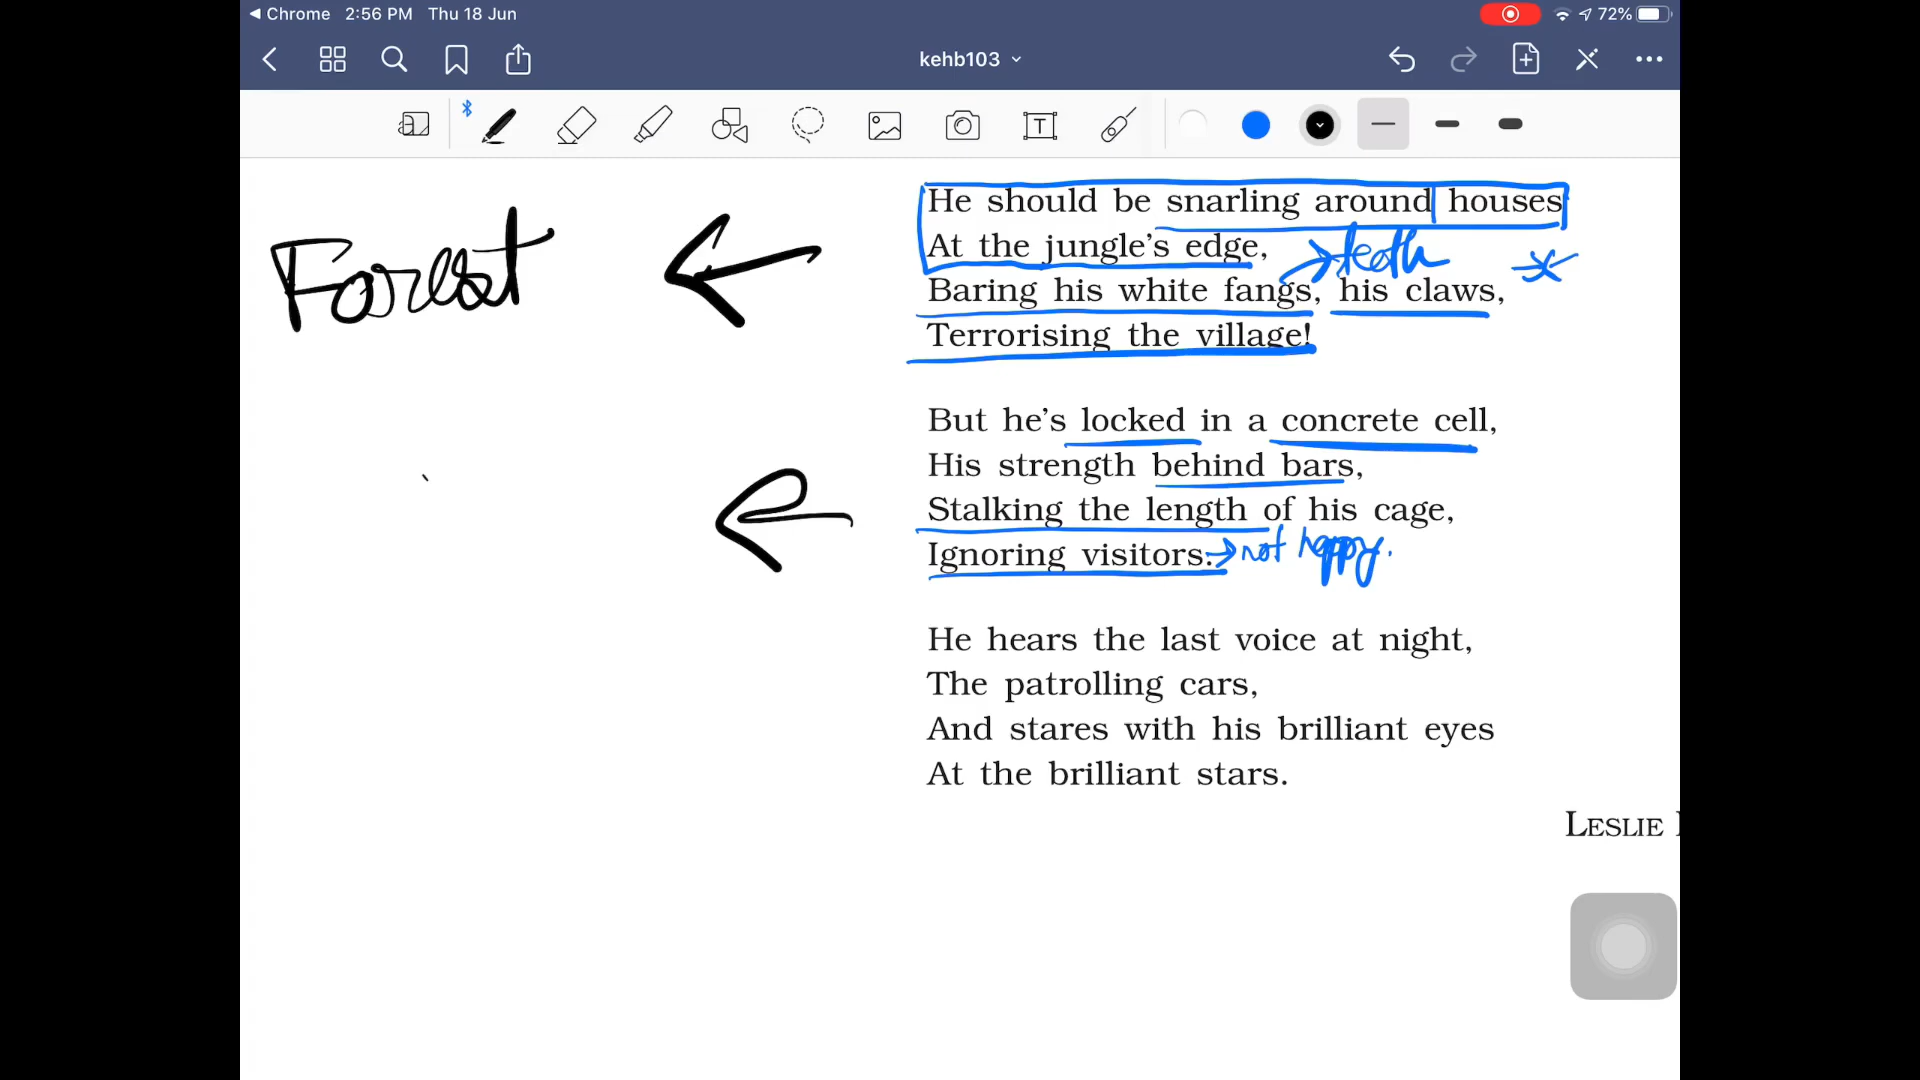 Chrome 2:56 PM Thu 18 Jun 72%
kehb103
He should be snarling around houses
At the jungle's edge,
teeth
Forest
Baring his white fangs, his claws,
Terrorising the village!
But he's locked in a concrete cell,
His strength behind bars,
Stalking the length of his cage,
Ignoring visitors. not happy.
He hears the last voice at night,
The patrolling cars,
And stares with his brilliant eyes
At the brilliant stars.
LESLIE